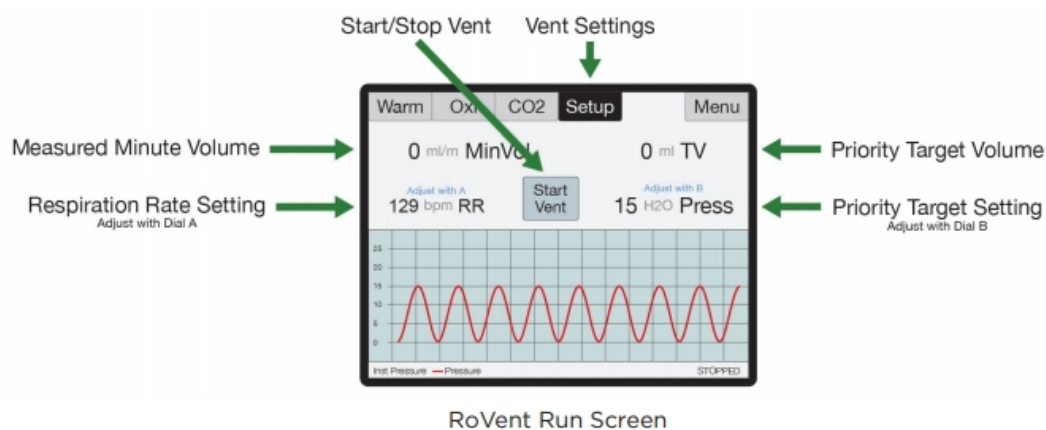 Start/Stop Vent Vent Settings
Warm Oxi CO2 Setup Menu
Measured Minute Volume 0 ml/m MinVol 0 ml TV Priority Target Volume
Adjust with A Start Adjust with B
Respiration Rate Setting 129 bpm RR Vent 15 H2O Press Priority Target Setting
Adjust with Dial A Adjust with Dial B
25
20
15
10
5
0
Inst Pressure Pressure STOPPED
RoVent Run Screen